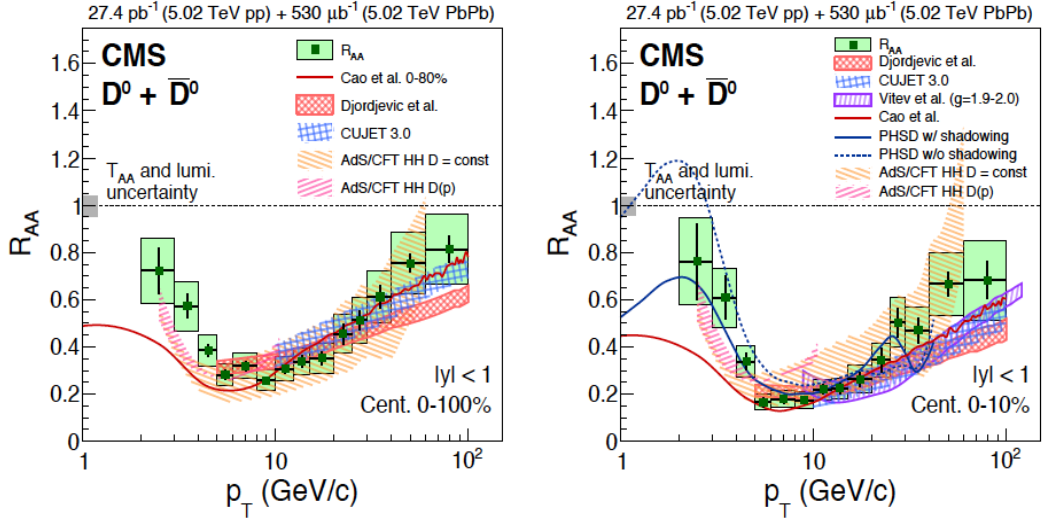 27.4 pb⁻¹ (5.02 TeV pp) + 530 μb⁻¹ (5.02 TeV PbPb)
CMS
D⁰ + D̅⁰
R_AA
Cao et al. 0-80%
Djordjevic et al.
CUJET 3.0
AdS/CFT HH D = const
AdS/CFT HH D(p)
T_AA and lumi.
uncertainty
|y| < 1
Cent. 0-100%
R_AA
1.6
1.4
1.2
1
0.8
0.6
0.4
0.2
0
1
10
10²
p_T (GeV/c)
27.4 pb⁻¹ (5.02 TeV pp) + 530 μb⁻¹ (5.02 TeV PbPb)
CMS
D⁰ + D̅⁰
R_AA
Djordjevic et al.
CUJET 3.0
Vitev et al. (g=1.9-2.0)
Cao et al.
PHSD w/ shadowing
PHSD w/o shadowing
AdS/CFT HH D = const
AdS/CFT HH D(p)
T_AA and lumi.
uncertainty
|y| < 1
Cent. 0-10%
R_AA
1.6
1.4
1.2
1
0.8
0.6
0.4
0.2
0
1
10
10²
p_T (GeV/c)